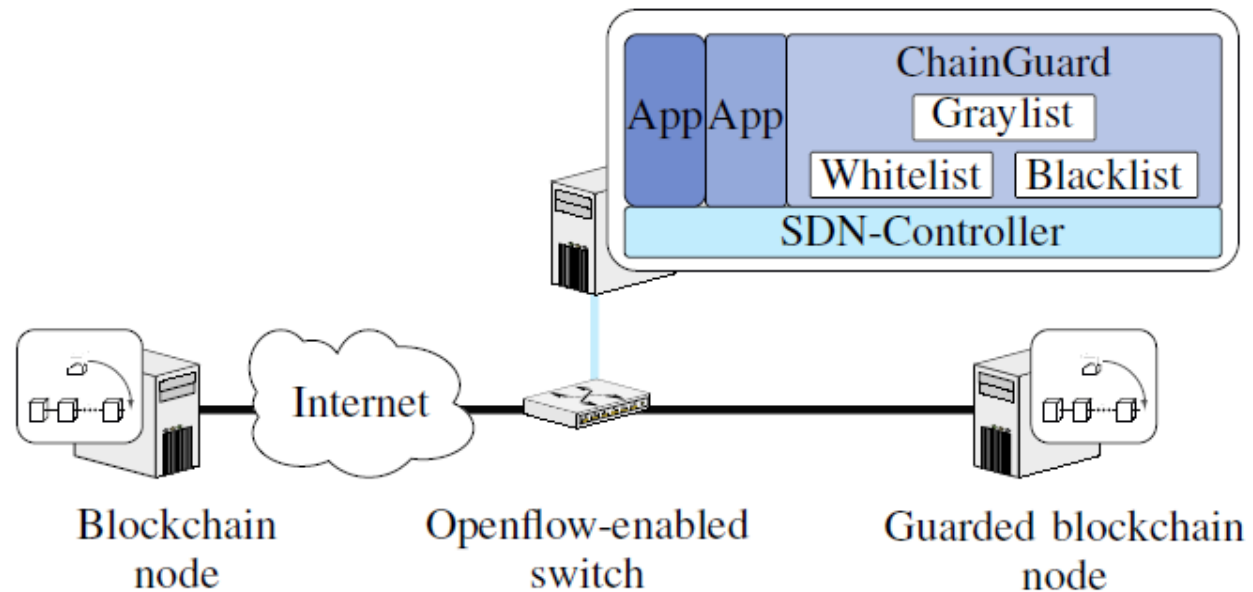 ChainGuard
App App
Graylist
Whitelist Blacklist
SDN-Controller
Internet
Blockchain
node
Openflow-enabled
switch
Guarded blockchain
node